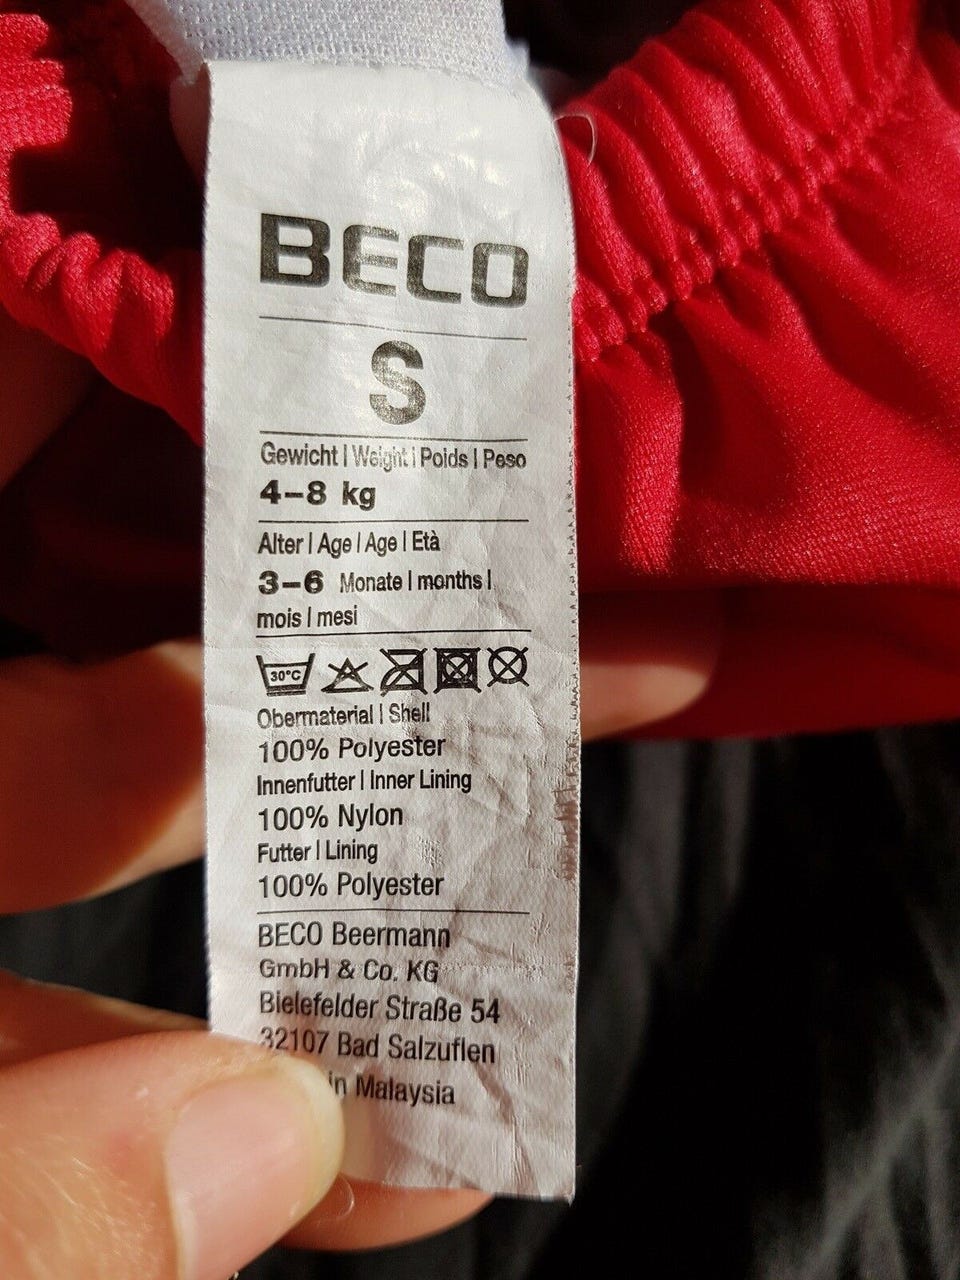 BECO
S
Gewicht | Weight | Poids | Peso
4–8 kg
Alter | Age | Age | Età
3–6 Monate | months |
mois | mesi
30°C
Obermaterial | Shell
100% Polyester
Innenfutter | Inner Lining
100% Nylon
Futter | Lining
100% Polyester
BECO Beermann
GmbH & Co. KG
Bielefelder Straße 54
32107 Bad Salzuflen
in Malaysia